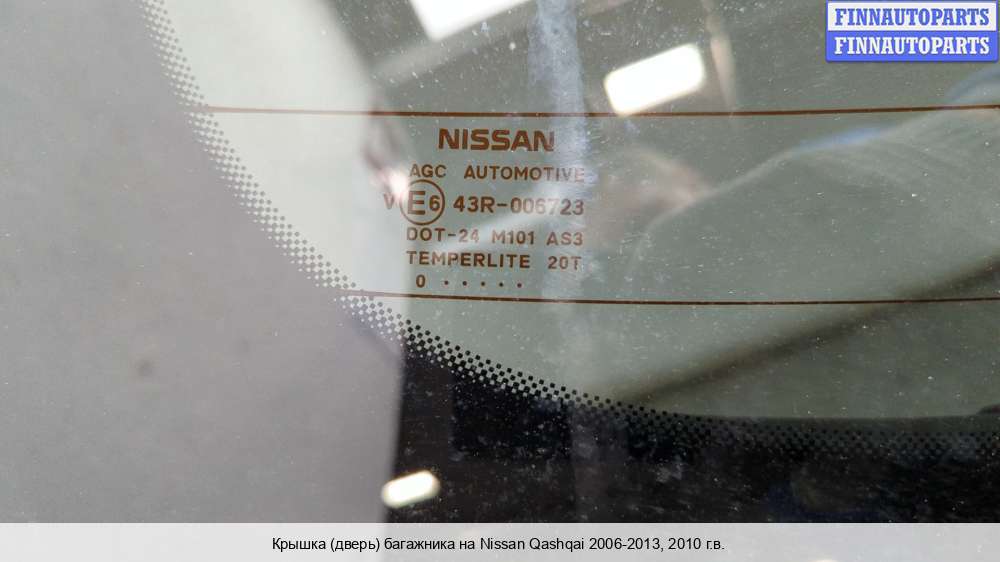 FINNAUTOPARTS
FINNAUTOPARTS
NISSAN
AGC AUTOMOTIVE
V E6 43R-006723
DOT-24 M101 AS3
TEMPERLITE 20T
0 . . . . .
Крышка (дверь) багажника на Nissan Qashqai 2006-2013, 2010 г.в.